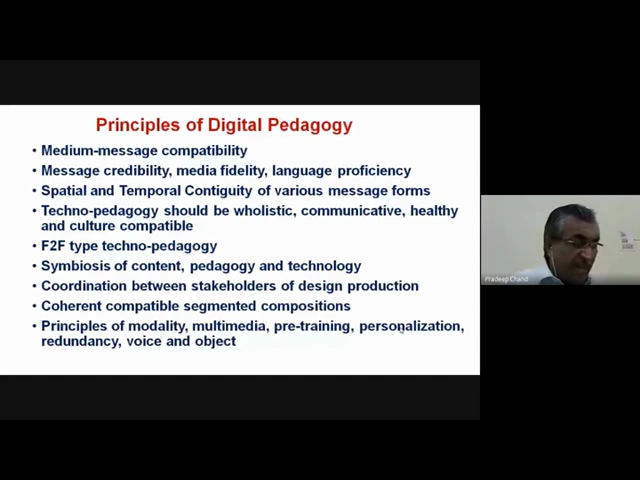 Principles of Digital Pedagogy
• Medium-message compatibility
• Message credibility, media fidelity, language proficiency
• Spatial and Temporal Contiguity of various message forms
• Techno-pedagogy should be wholistic, communicative, healthy
and culture compatible
• F2F type techno-pedagogy
• Symbiosis of content, pedagogy and technology
• Coordination between stakeholders of design production
• Coherent compatible segmented compositions
• Principles of modality, multimedia, pre-training, personalization,
redundancy, voice and object
Pradeep Chand